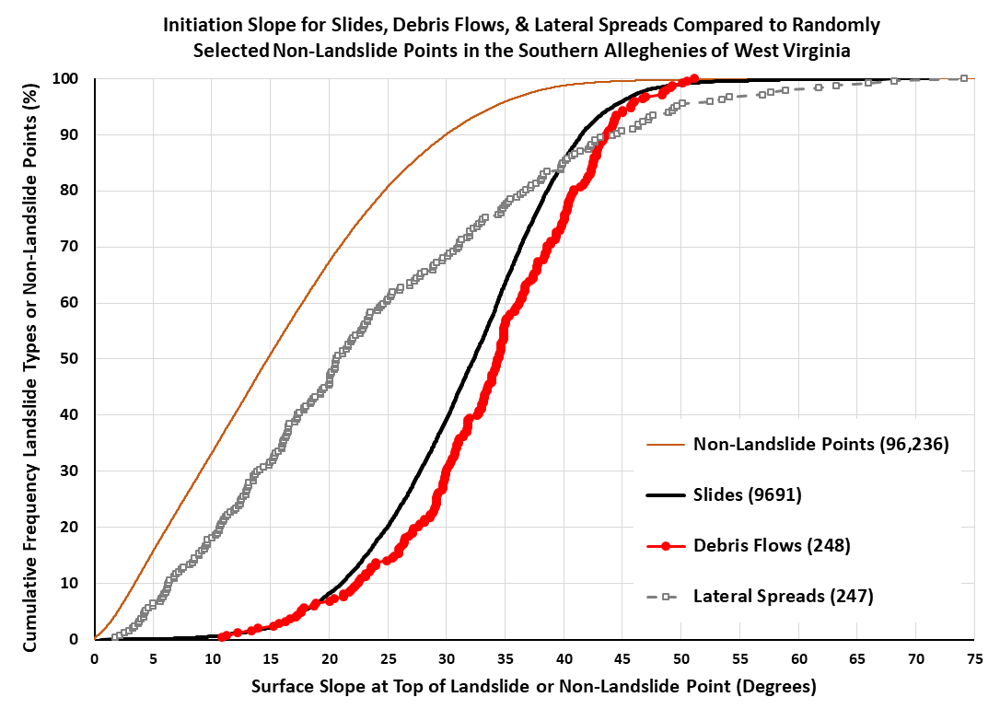 Initiation Slope for Slides, Debris Flows, & Lateral Spreads Compared to Randomly
Selected Non-Landslide Points in the Southern Alleghenies of West Virginia
Cumulative Frequency Landslide Types or Non-Landslide Points (%)
100
90
80
70
60
50
40
30
20
10
0
Non-Landslide Points (96,236)
Slides (9691)
Debris Flows (248)
Lateral Spreads (247)
0 5 10 15 20 25 30 35 40 45 50 55 60 65 70 75
Surface Slope at Top of Landslide or Non-Landslide Point (Degrees)